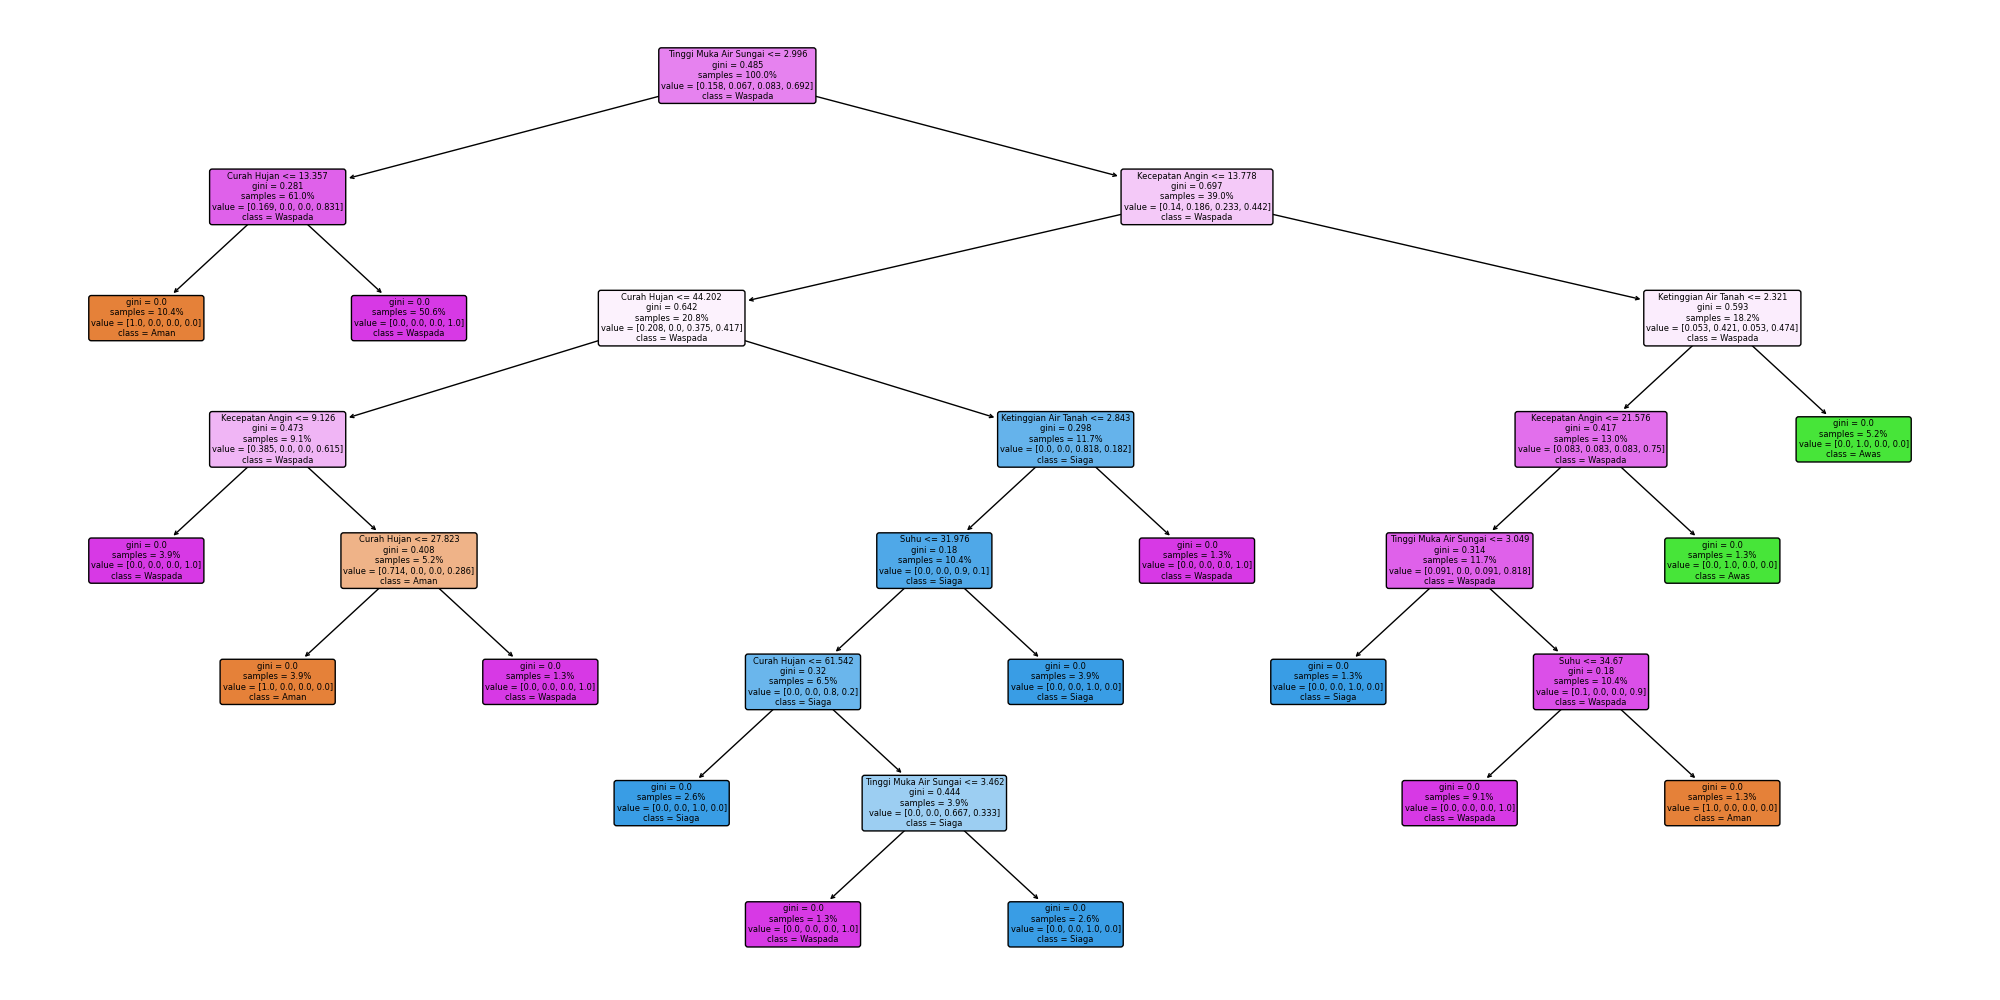 Tinggi Muka Air Sungai <= 2.996
gini = 0.485
samples = 100.0%
value = [0.158, 0.067, 0.083, 0.692]
class = Waspada
Curah Hujan <= 13.357
gini = 0.281
samples = 61.0%
value = [0.169, 0.0, 0.0, 0.831]
class = Waspada
Kecepatan Angin <= 13.778
gini = 0.697
samples = 39.0%
value = [0.14, 0.186, 0.233, 0.442]
class = Waspada
gini = 0.0
samples = 10.4%
value = [1.0, 0.0, 0.0, 0.0]
class = Aman
gini = 0.0
samples = 50.6%
value = [0.0, 0.0, 0.0, 1.0]
class = Waspada
Curah Hujan <= 44.202
gini = 0.642
samples = 20.8%
value = [0.208, 0.0, 0.375, 0.417]
class = Waspada
Ketinggian Air Tanah <= 2.321
gini = 0.593
samples = 18.2%
value = [0.053, 0.421, 0.053, 0.474]
class = Waspada
Kecepatan Angin <= 9.126
gini = 0.473
samples = 9.1%
value = [0.385, 0.0, 0.0, 0.615]
class = Waspada
Ketinggian Air Tanah <= 2.843
gini = 0.298
samples = 11.7%
value = [0.0, 0.0, 0.818, 0.182]
class = Siaga
Kecepatan Angin <= 21.576
gini = 0.417
samples = 13.0%
value = [0.083, 0.083, 0.083, 0.75]
class = Waspada
gini = 0.0
samples = 5.2%
value = [0.0, 1.0, 0.0, 0.0]
class = Awas
gini = 0.0
samples = 3.9%
value = [0.0, 0.0, 0.0, 1.0]
class = Waspada
Curah Hujan <= 27.823
gini = 0.408
samples = 5.2%
value = [0.714, 0.0, 0.0, 0.286]
class = Aman
Suhu <= 31.976
gini = 0.18
samples = 10.4%
value = [0.0, 0.0, 0.9, 0.1]
class = Siaga
gini = 0.0
samples = 1.3%
value = [0.0, 0.0, 0.0, 1.0]
class = Waspada
Tinggi Muka Air Sungai <= 3.049
gini = 0.314
samples = 11.7%
value = [0.091, 0.0, 0.091, 0.818]
class = Waspada
gini = 0.0
samples = 1.3%
value = [0.0, 1.0, 0.0, 0.0]
class = Awas
gini = 0.0
samples = 3.9%
value = [1.0, 0.0, 0.0, 0.0]
class = Aman
gini = 0.0
samples = 1.3%
value = [0.0, 0.0, 0.0, 1.0]
class = Waspada
Curah Hujan <= 61.542
gini = 0.32
samples = 6.5%
value = [0.0, 0.0, 0.8, 0.2]
class = Siaga
gini = 0.0
samples = 3.9%
value = [0.0, 0.0, 1.0, 0.0]
class = Siaga
gini = 0.0
samples = 1.3%
value = [0.0, 0.0, 1.0, 0.0]
class = Siaga
Suhu <= 34.67
gini = 0.18
samples = 10.4%
value = [0.1, 0.0, 0.0, 0.9]
class = Waspada
gini = 0.0
samples = 2.6%
value = [0.0, 0.0, 1.0, 0.0]
class = Siaga
Tinggi Muka Air Sungai <= 3.462
gini = 0.444
samples = 3.9%
value = [0.0, 0.0, 0.667, 0.333]
class = Siaga
gini = 0.0
samples = 9.1%
value = [0.0, 0.0, 0.0, 1.0]
class = Waspada
gini = 0.0
samples = 1.3%
value = [1.0, 0.0, 0.0, 0.0]
class = Aman
gini = 0.0
samples = 1.3%
value = [0.0, 0.0, 0.0, 1.0]
class = Waspada
gini = 0.0
samples = 2.6%
value = [0.0, 0.0, 1.0, 0.0]
class = Siaga